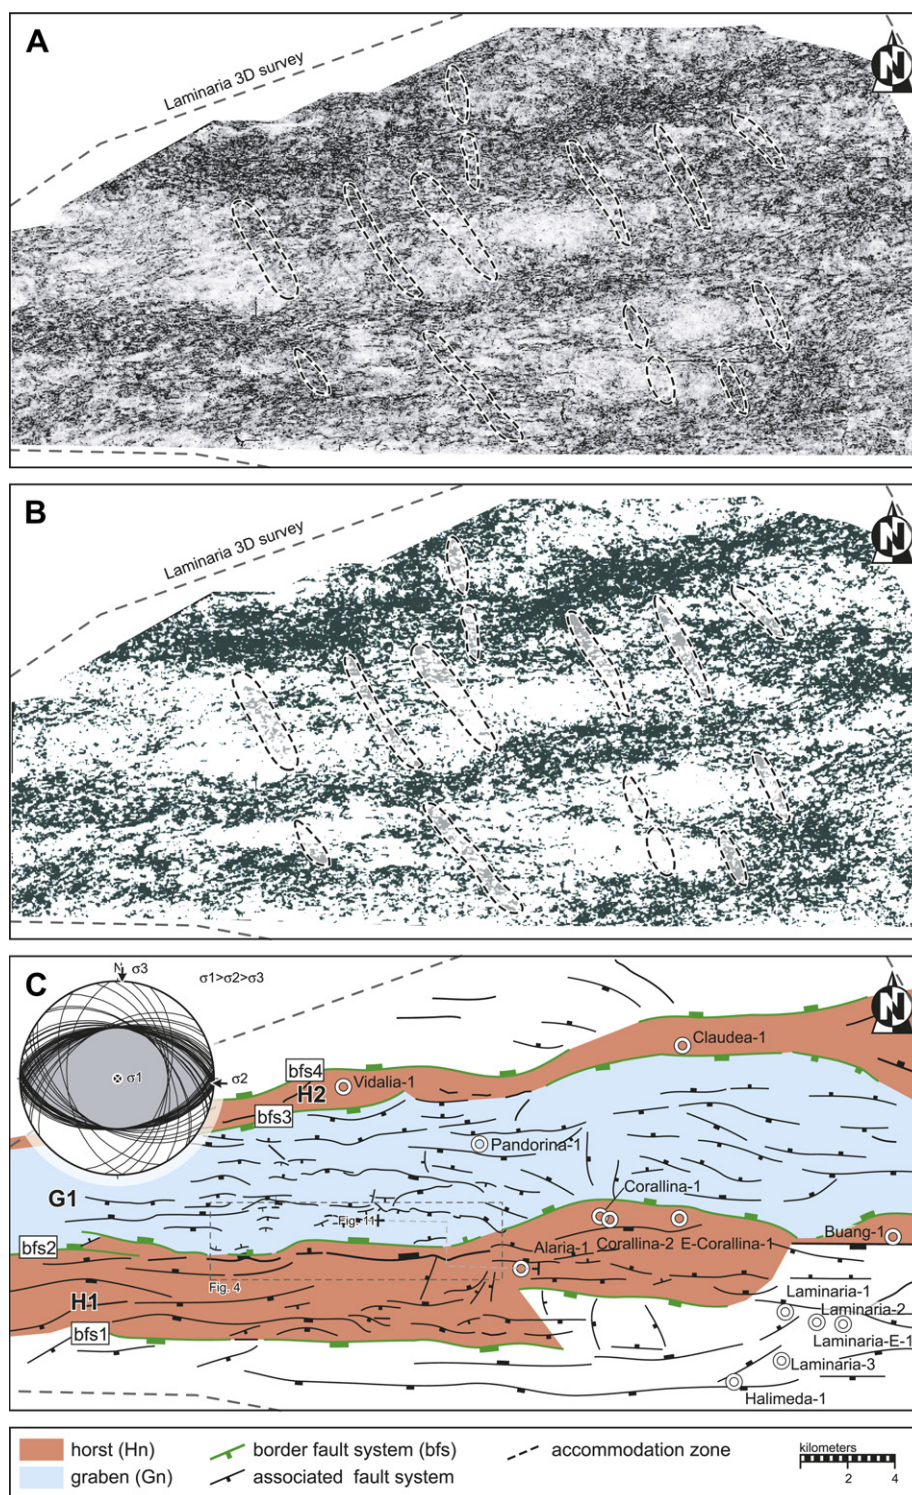 A
Laminaria 3D survey
N
B
Laminaria 3D survey
N
C
N
σ3
σ1>σ2>σ3
σ1
σ2
N
Claudea-1
bfs4
Vidalia-1
H2
bfs3
Pandorina-1
G1
Corallina-1
Fig. 11
bfs2
Corallina-2 E-Corallina-1
Buang-1
Alaria-1
Fig. 4
H1
Laminaria-1
Laminaria-2
bfs1
Laminaria-E-1
Laminaria-3
Halimeda-1
horst (Hn)
border fault system (bfs)
accommodation zone
kilometers
graben (Gn)
associated fault system
2 4